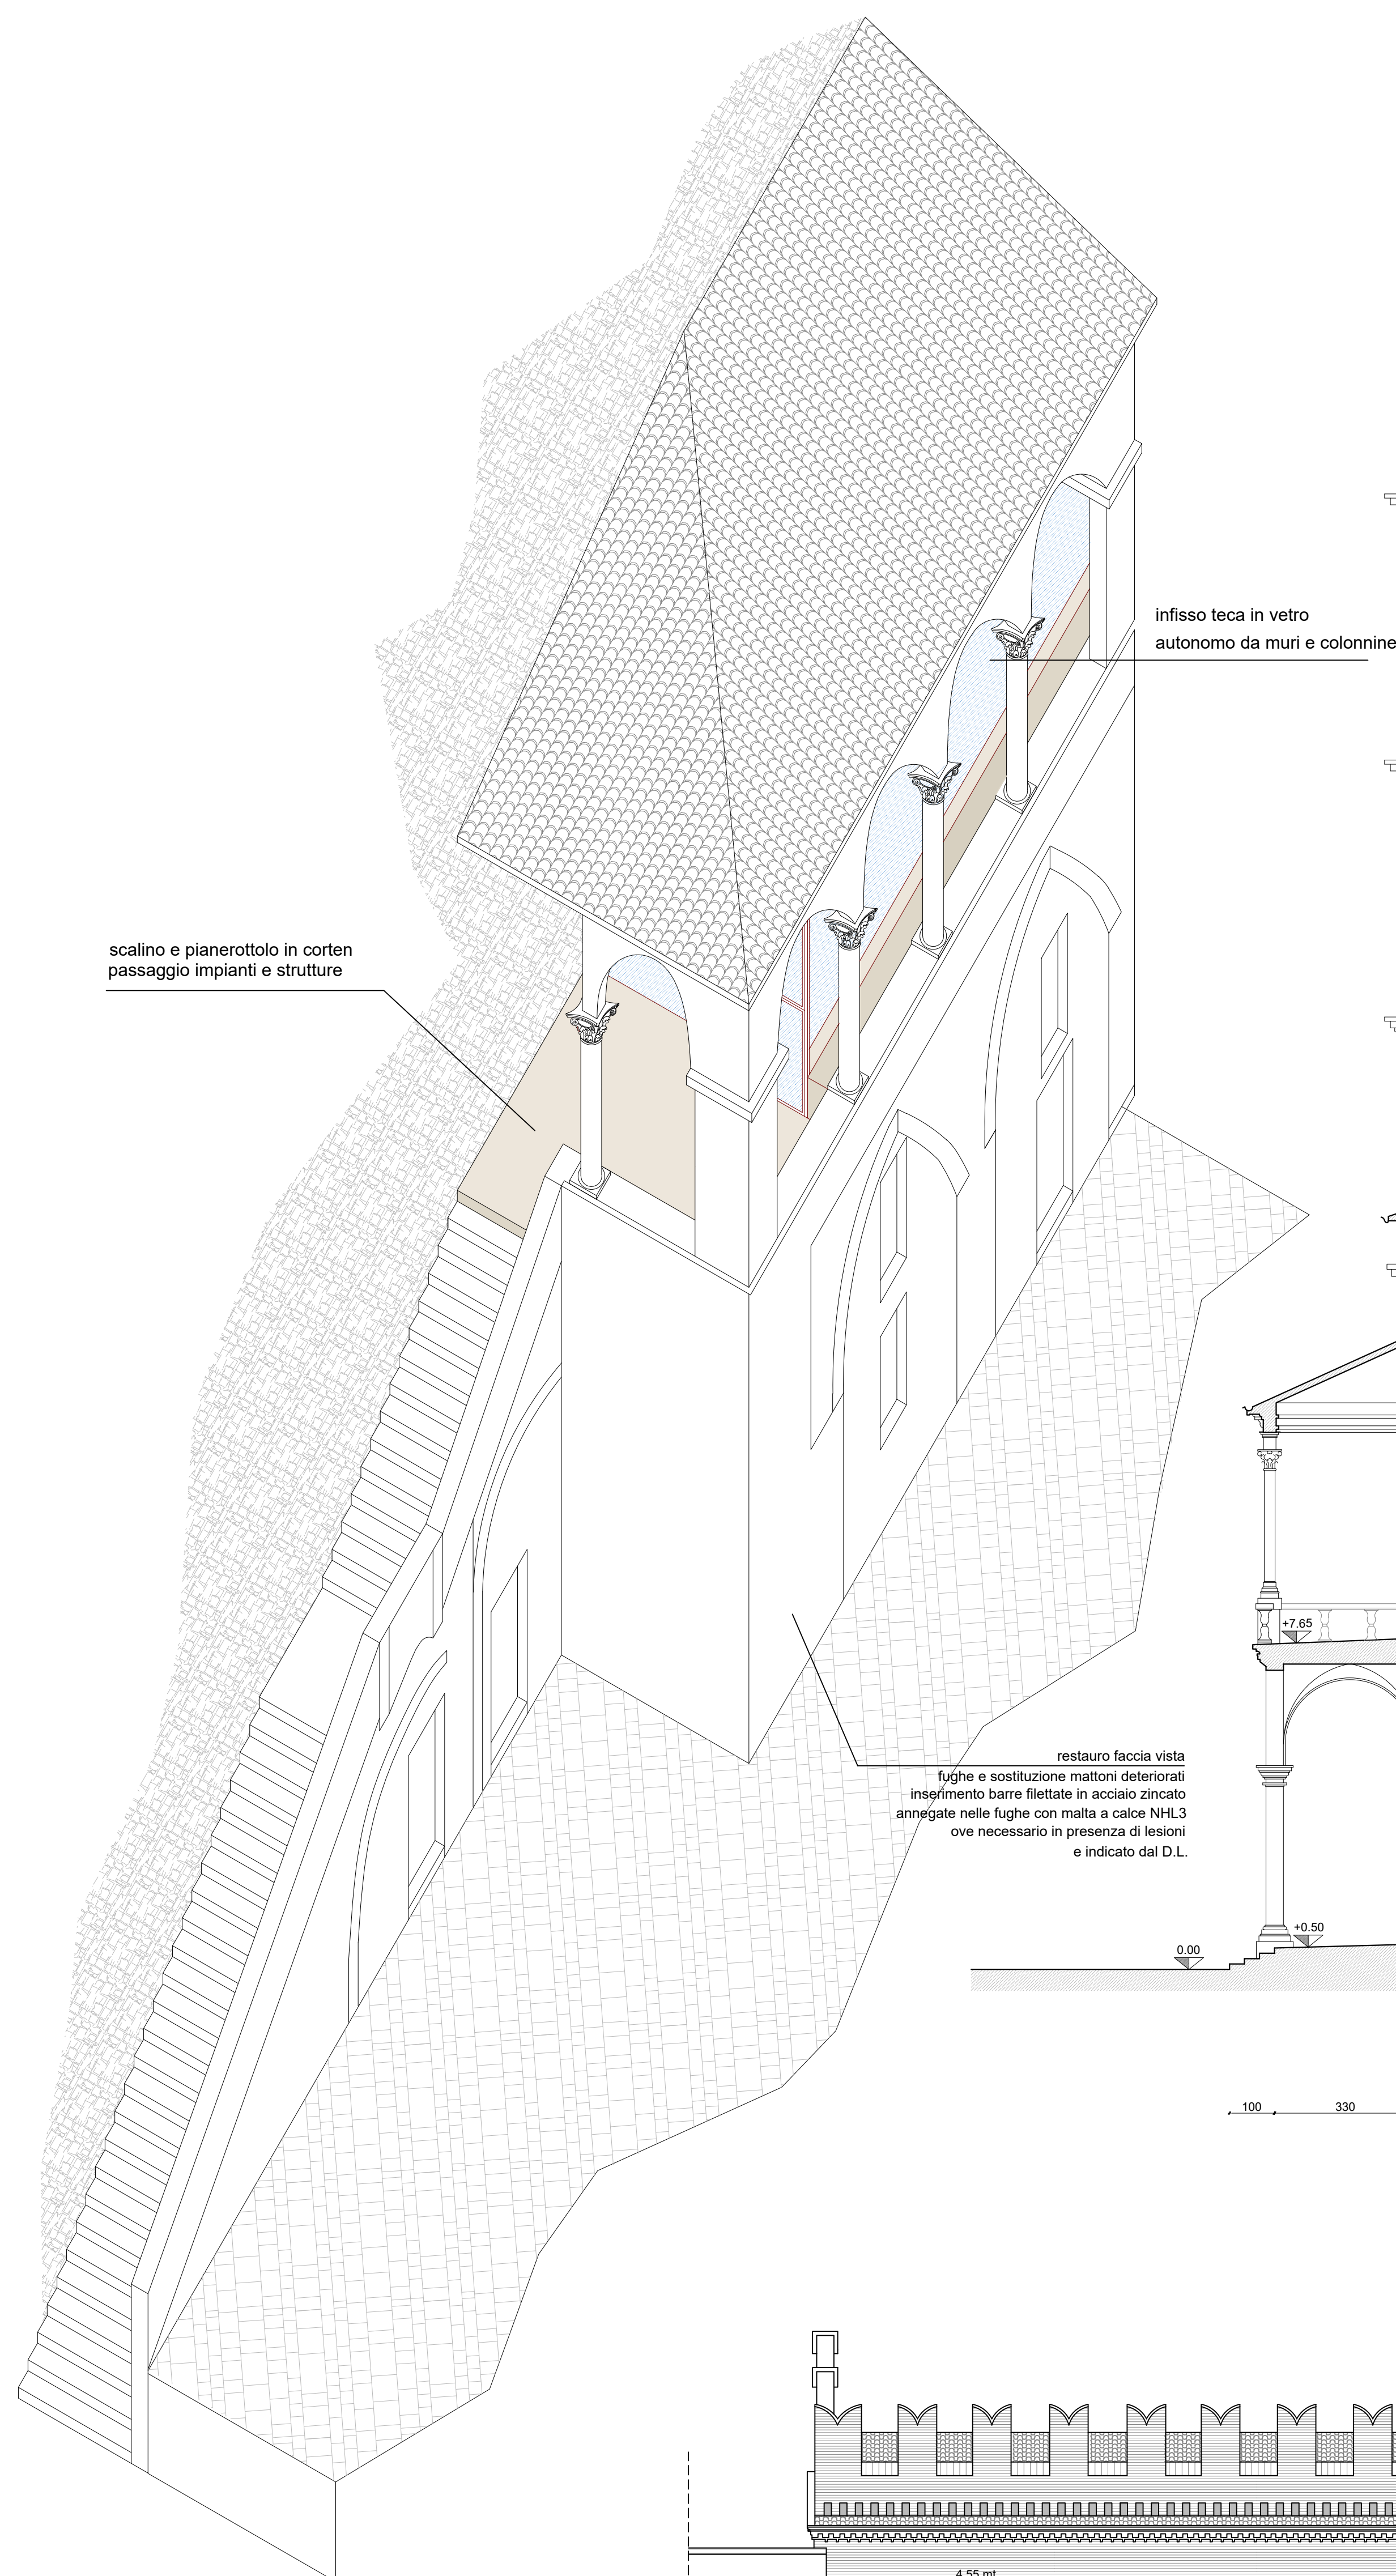 infisso teca in vetro
autonomo da muri e colonnine
scalino e pianerottolo in corten
passaggio impianti e strutture
+7.65
restauro faccia vista
fughe e sostituzione mattoni deteriorati
inserimento barre filettate in acciaio zincato
annegate nelle fughe con malta a calce NHL3
ove necessario in presenza di lesioni
e indicato dal D.L.
+0.50
0.00
100 330
4.55 mt